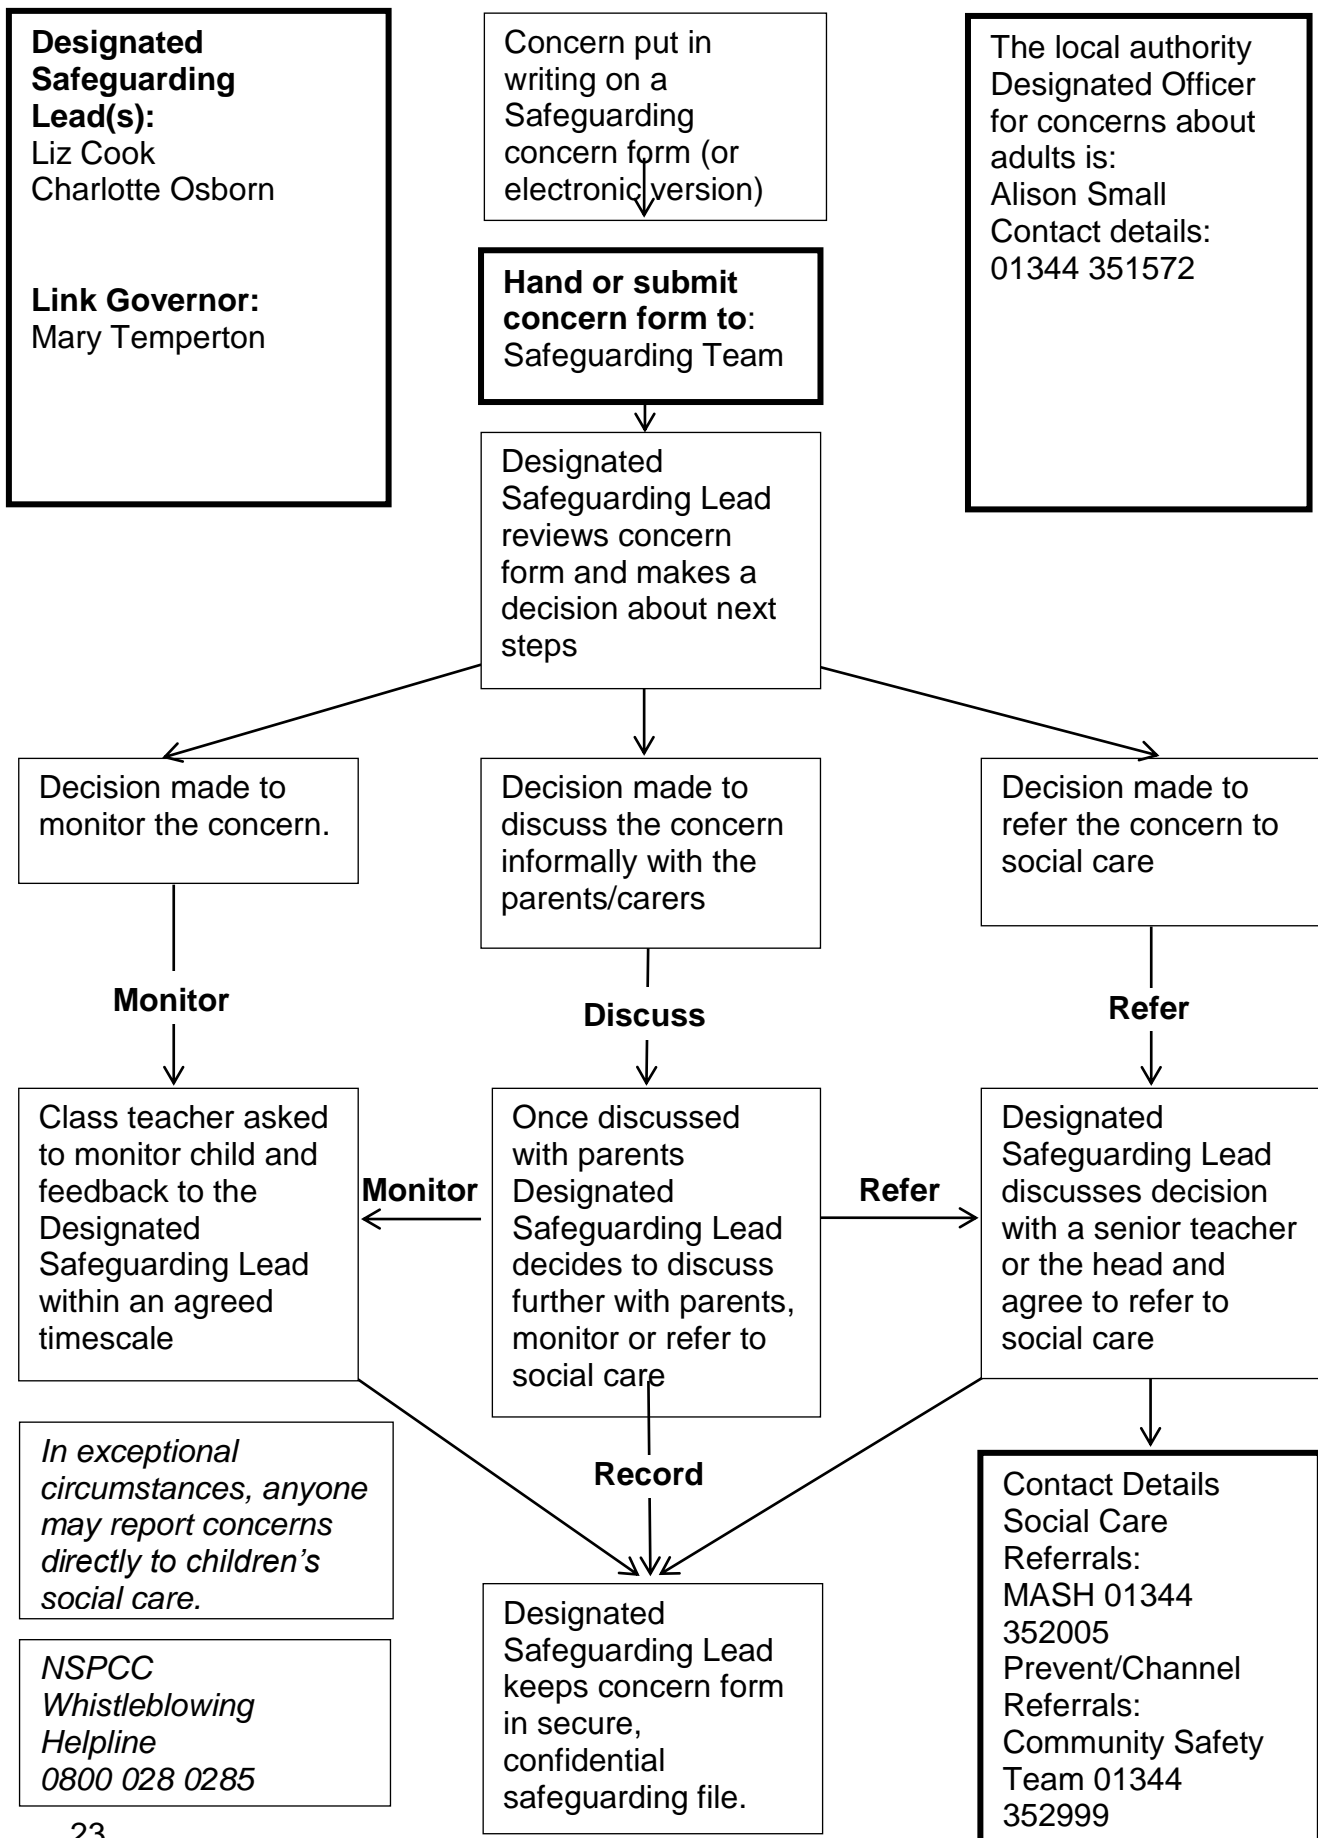 Designated
Safeguarding
Lead(s):
Liz Cook
Charlotte Osborn
Link Governor:
Mary Temperton
Concern put in
writing on a
Safeguarding
concern form (or
electronic version)
The local authority
Designated Officer
for concerns about
adults is:
Alison Small
Contact details:
01344 351572
Hand or submit
concern form to:
Safeguarding Team
Designated
Safeguarding Lead
reviews concern
form and makes a
decision about next
steps
Decision made to
monitor the concern.
Decision made to
discuss the concern
informally with the
parents/carers
Decision made to
refer the concern to
social care
Monitor
Discuss
Refer
Class teacher asked
to monitor child and
feedback to the
Designated
Safeguarding Lead
within an agreed
timescale
Monitor
Once discussed
with parents
Designated
Safeguarding Lead
decides to discuss
further with parents,
monitor or refer to
social care
Refer
Designated
Safeguarding Lead
discusses decision
with a senior teacher
or the head and
agree to refer to
social care
In exceptional
circumstances, anyone
may report concerns
directly to children’s
social care.
Record
Contact Details
Social Care
Referrals:
MASH 01344
352005
Prevent/Channel
Referrals:
Community Safety
Team 01344
352999
NSPCC
Whistleblowing
Helpline
0800 028 0285
Designated
Safeguarding Lead
keeps concern form
in secure,
confidential
safeguarding file.
23